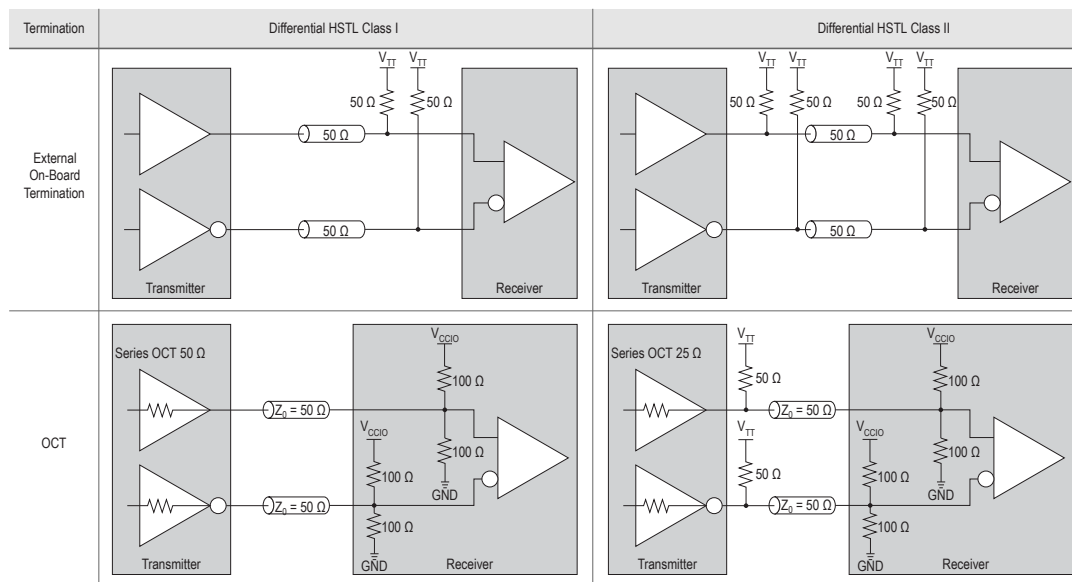 Termination
Differential HSTL Class I
Differential HSTL Class II
External
On-Board
Termination
V_TT V_TT
50 Ω 50 Ω
50 Ω
50 Ω
Transmitter
Receiver
V_TT V_TT V_TT V_TT
50 Ω 50 Ω 50 Ω 50 Ω
50 Ω
50 Ω
Transmitter
Receiver
OCT
Series OCT 50 Ω
V_CCIO
100 Ω
Z_0 = 50 Ω
V_CCIO
100 Ω
100 Ω
GND
Z_0 = 50 Ω
100 Ω
GND
Transmitter
Receiver
Series OCT 25 Ω
V_TT
50 Ω
V_CCIO
100 Ω
Z_0 = 50 Ω
V_TT
50 Ω
V_CCIO
100 Ω
100 Ω
GND
Z_0 = 50 Ω
100 Ω
GND
Transmitter
Receiver